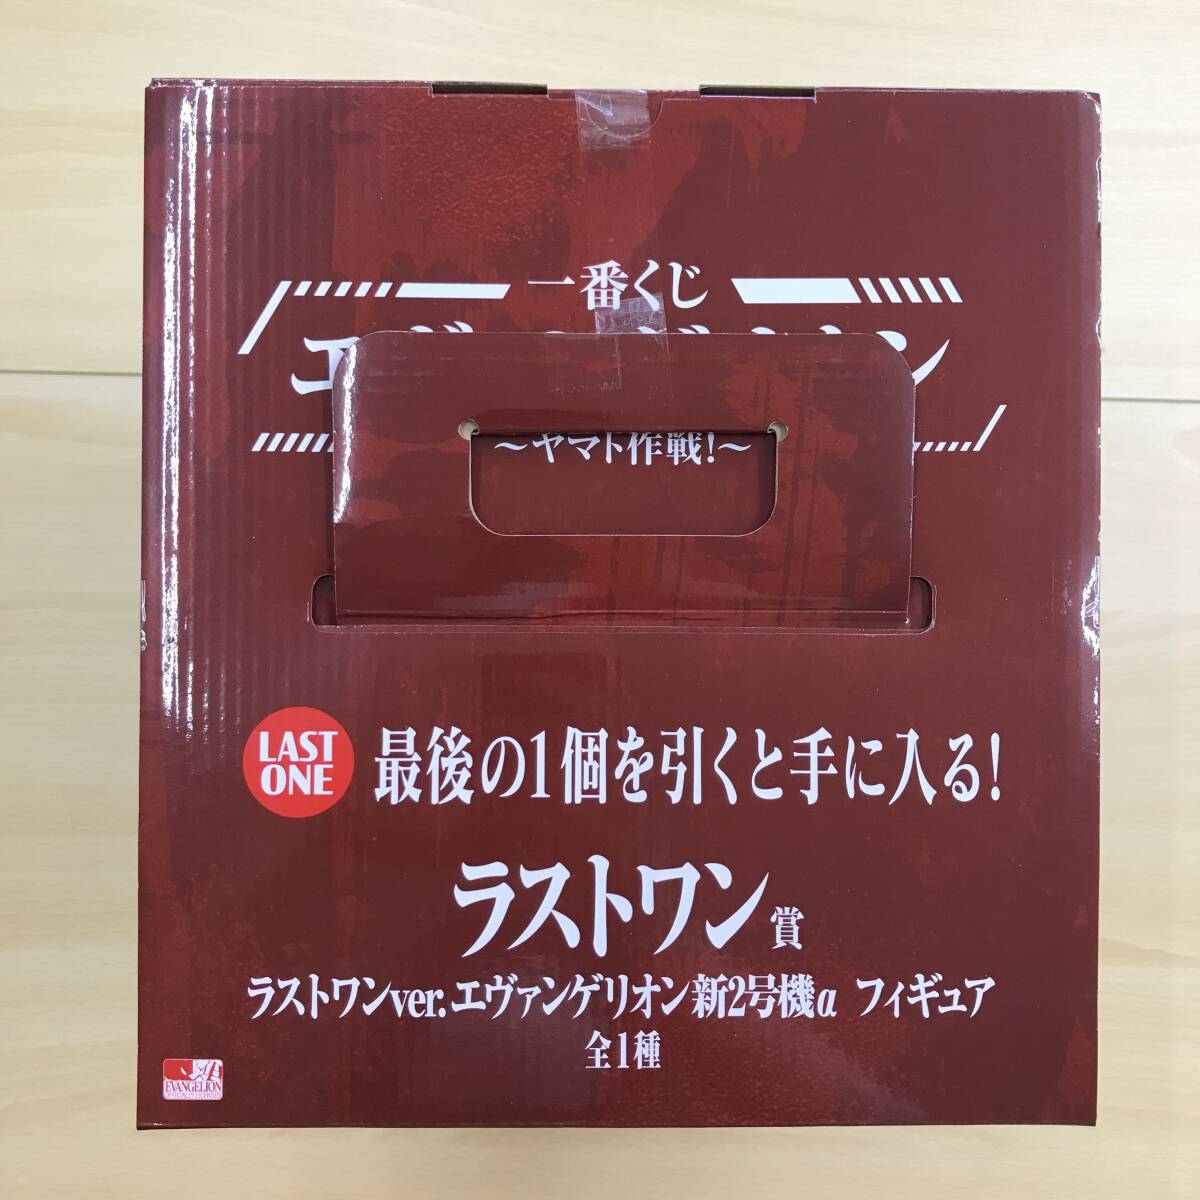 一番くじ
～ヤマト作戦!～
LAST
ONE
最後の1個を引くと手に入る!
ラストワン賞
ラストワンver.エヴァンゲリオン新2号機α フィギュア
全1種
EVANGELION
OFFICIALLY LICENSED